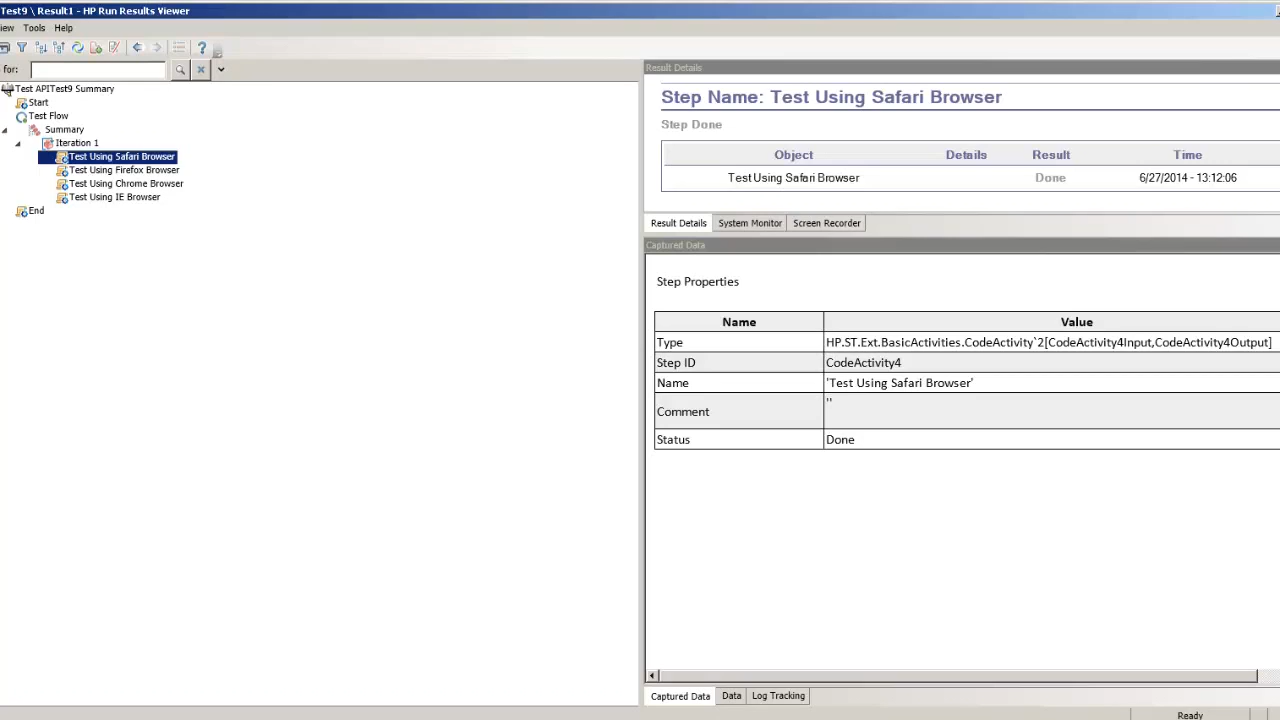 Test9 \ Result1 - HP Run Results Viewer
iew Tools Help
for:
Test APITest9 Summary
Start
Test Flow
Summary
Iteration 1
Test Using Safari Browser
Test Using Firefox Browser
Test Using Chrome Browser
Test Using IE Browser
End
Result Details
Step Name: Test Using Safari Browser
Step Done
Object Details Result Time
Test Using Safari Browser Done 6/27/2014 - 13:12:06
Result Details System Monitor Screen Recorder
Captured Data
Step Properties
Name Value
Type HP.ST.Ext.BasicActivities.CodeActivity`2[CodeActivity4Input,CodeActivity4Output]
Step ID CodeActivity4
Name 'Test Using Safari Browser'
Comment ''
Status Done
Captured Data Data Log Tracking
Ready